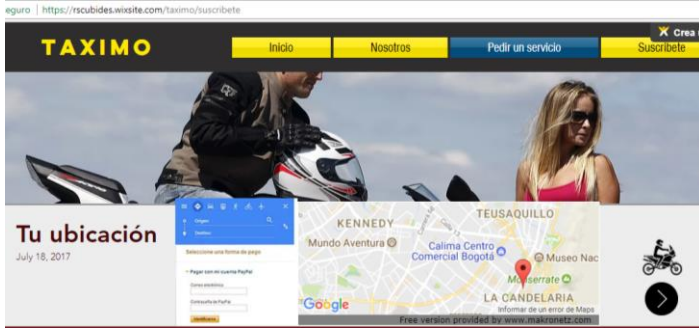 eguro | https://rscubides.wixsite.com/taximo/suscribete
Crea
TAXIMO
Inicio
Nosotros
Pedir un servicio
Suscríbete
Tu ubicación
July 18, 2017
Origen
Destino
Seleccione una forma de pago
Pagar con mi cuenta PayPal
Correo electrónico
Contraseña de PayPal
KENNEDY
TEUSAQUILLO
Mundo Aventura
Calima Centro
Comercial Bogotá
Museo Nac
Monserrate
LA CANDELARIA
Google
Informar de un error de Maps
Free version provided by www.makronetz.com